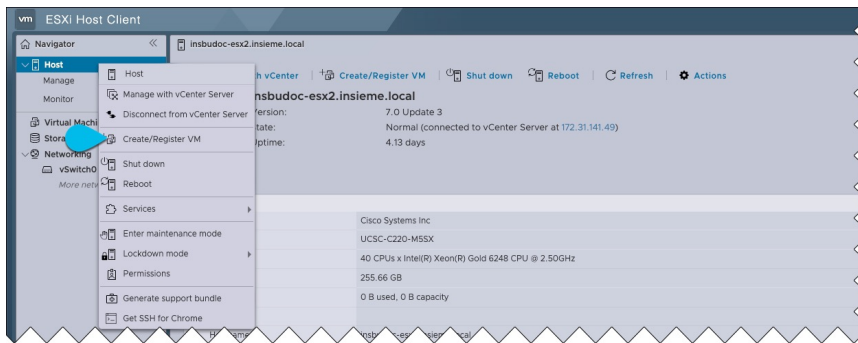 vm ESXi Host Client
Navigator
insbudoc-esx2.insieme.local
Host
Manage
Monitor
Virtual Machi
Stora
Networking
vSwitch0
More netw
Host
Manage with vCenter Server
Disconnect from vCenter Server
Create/Register VM
Shut down
Reboot
Services
Enter maintenance mode
Lockdown mode
Permissions
Generate support bundle
Get SSH for Chrome
h vCenter | Create/Register VM | Shut down Reboot | Refresh | Actions
nsbudoc-esx2.insieme.local
Version: 7.0 Update 3
State: Normal (connected to vCenter Server at 172.31.141.49)
Uptime: 4.13 days
Cisco Systems Inc
UCSC-C220-M5SX
40 CPUs x Intel(R) Xeon(R) Gold 6248 CPU @ 2.50GHz
255.66 GB
0 B used, 0 B capacity